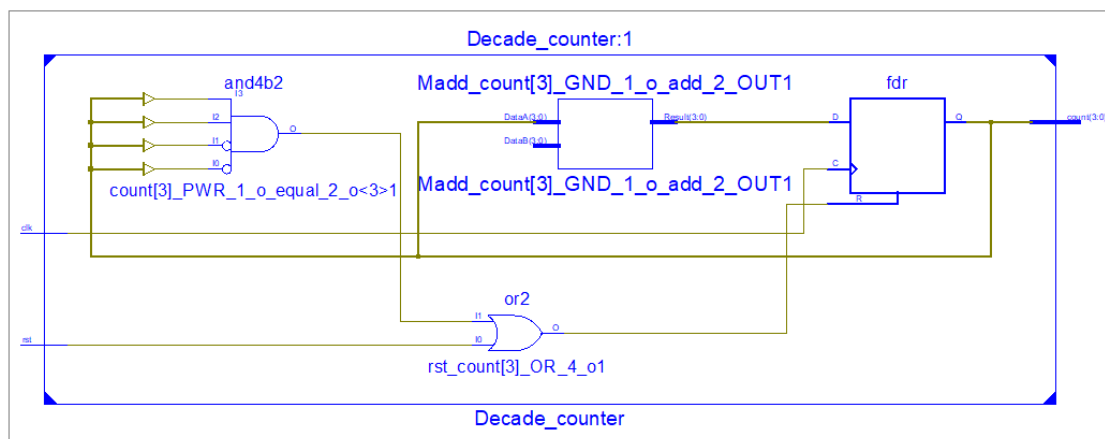 Decade_counter:1
and4b2
I3
I2
I1
I0
O
count[3]_PWR_1_o_equal_2_o<3>1
Madd_count[3]_GND_1_o_add_2_OUT1
DataA(3:0)
DataB(3:0)
Result(3:0)
Madd_count[3]_GND_1_o_add_2_OUT1
fdr
D
Q
C
R
count(3:0)
clk
or2
I1
I0
O
rst
rst_count[3]_OR_4_o1
Decade_counter